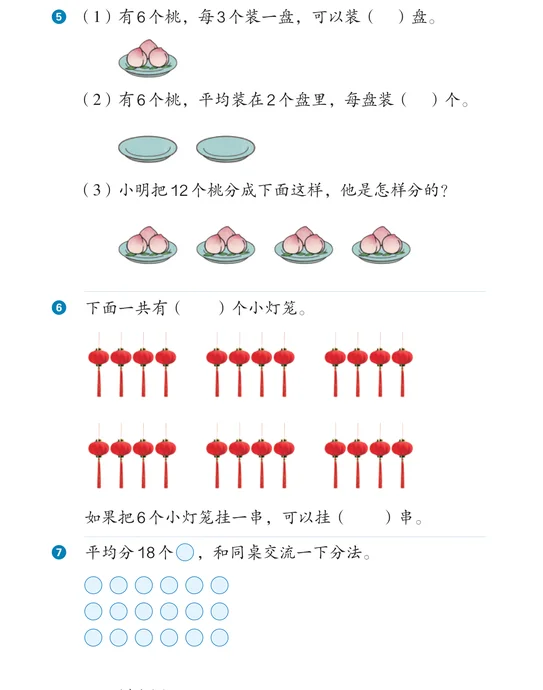 5 （1）有6个桃，每3个装一盘，可以装（　）盘。
（2）有6个桃，平均装在2个盘里，每盘装（　）个。
（3）小明把12个桃分成下面这样，他是怎样分的？
6 下面一共有（　　）个小灯笼。
如果把6个小灯笼挂一串，可以挂（　　）串。
7 平均分18个○，和同桌交流一下分法。